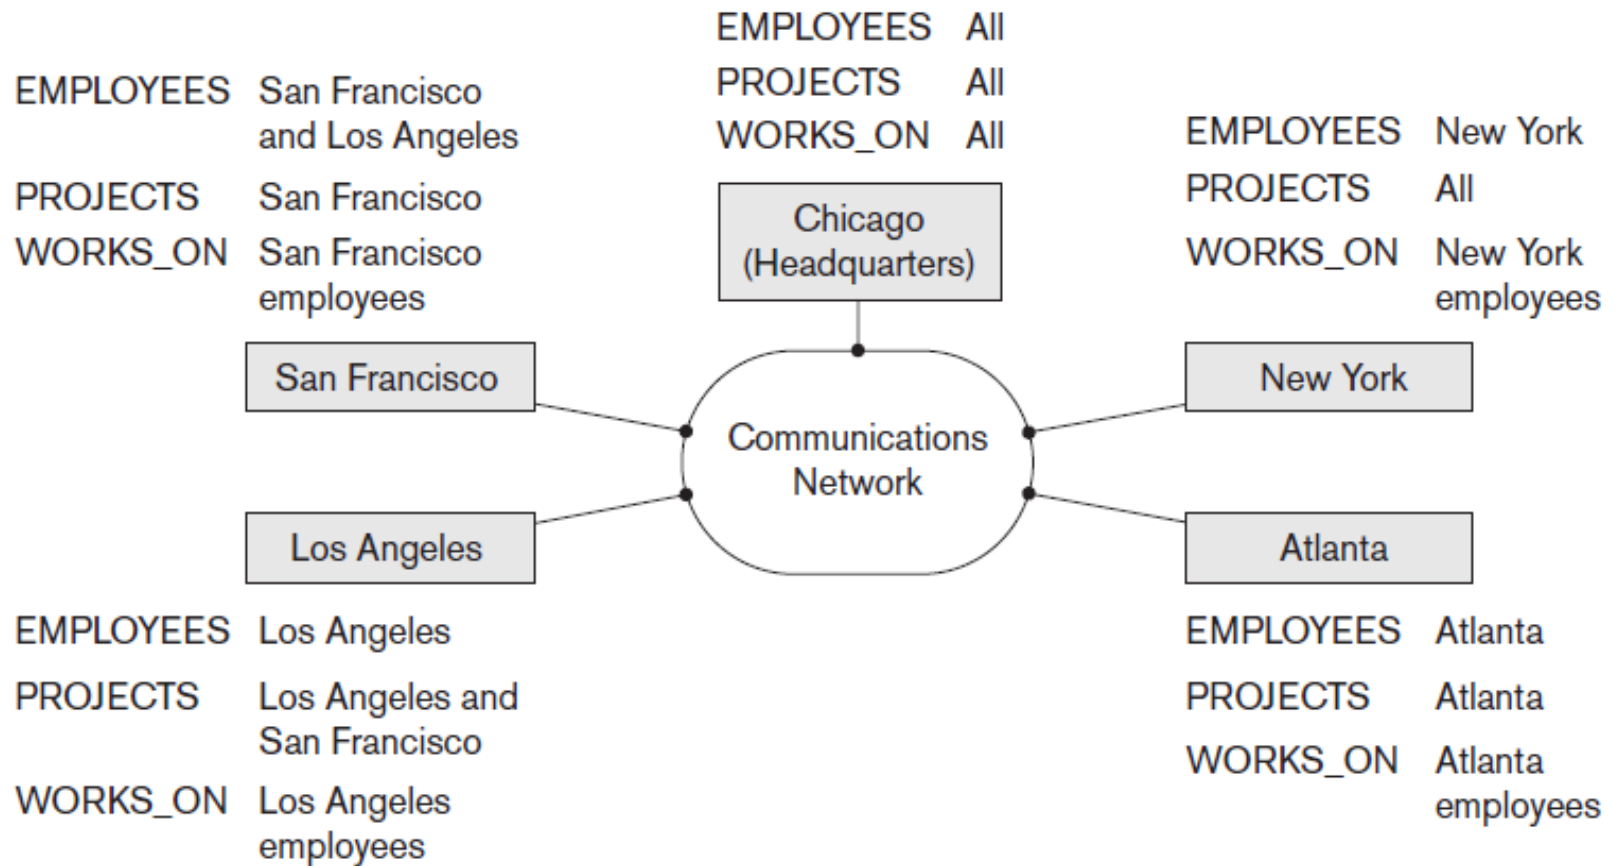 EMPLOYEES All
PROJECTS All
WORKS_ON All
Chicago
(Headquarters)
EMPLOYEES San Francisco
and Los Angeles
PROJECTS San Francisco
WORKS_ON San Francisco
employees
San Francisco
EMPLOYEES New York
PROJECTS All
WORKS_ON New York
employees
New York
Communications
Network
Los Angeles
EMPLOYEES Los Angeles
PROJECTS Los Angeles and
San Francisco
WORKS_ON Los Angeles
employees
Atlanta
EMPLOYEES Atlanta
PROJECTS Atlanta
WORKS_ON Atlanta
employees